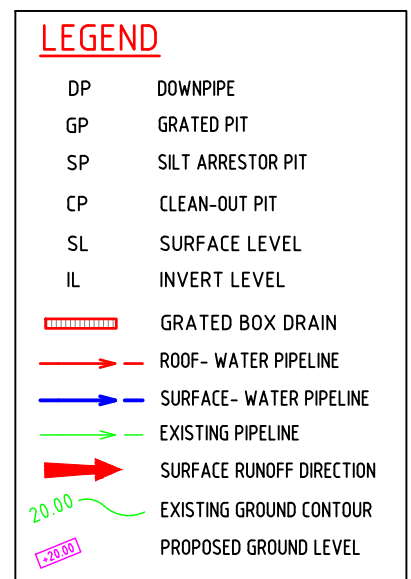 LEGEND
DP DOWNPIPE
GP GRATED PIT
SP SILT ARRESTOR PIT
CP CLEAN-OUT PIT
SL SURFACE LEVEL
IL INVERT LEVEL
GRATED BOX DRAIN
ROOF- WATER PIPELINE
SURFACE- WATER PIPELINE
EXISTING PIPELINE
SURFACE RUNOFF DIRECTION
20.00 EXISTING GROUND CONTOUR
+20.00 PROPOSED GROUND LEVEL